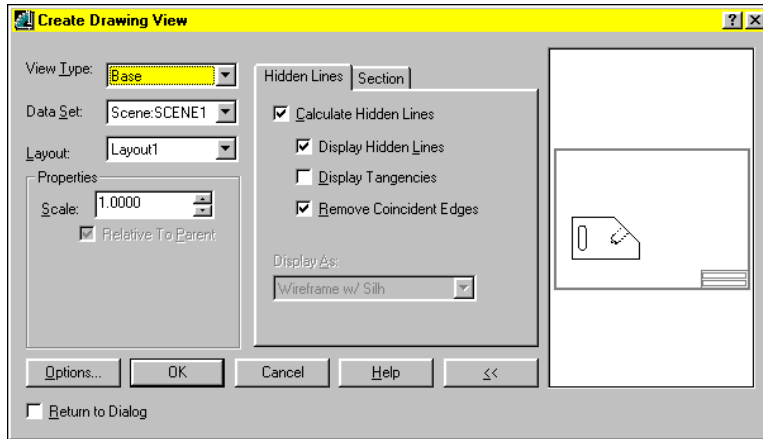 Create Drawing View
View Type: Base
Data Set: Scene:SCENE1
Layout: Layout1
Properties
Scale: 1.0000
Relative To Parent
Hidden Lines Section
Calculate Hidden Lines
Display Hidden Lines
Display Tangencies
Remove Coincident Edges
Display As:
Wireframe w/ Silh
Options... OK Cancel Help <<
Return to Dialog